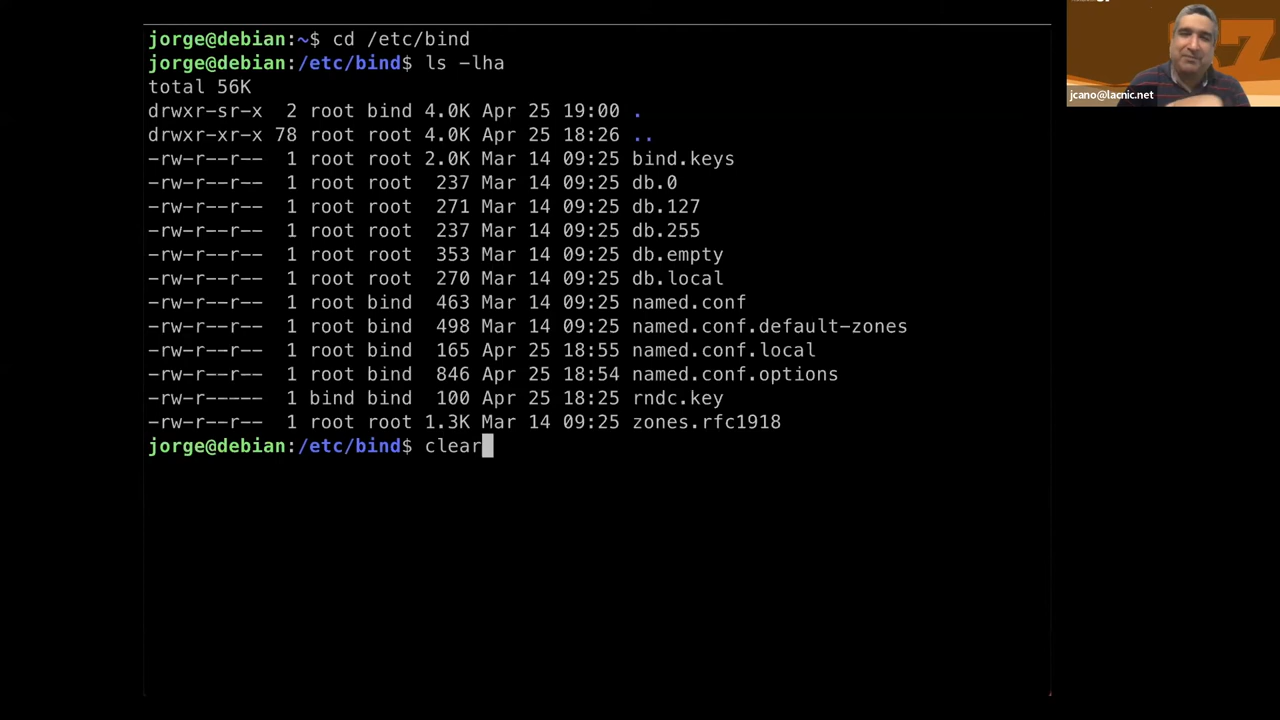 jorge@debian:~$ cd /etc/bind
jorge@debian:/etc/bind$ ls -lha
total 56K
drwxr-sr-x  2 root bind 4.0K Apr 25 19:00 .
drwxr-xr-x 78 root root 4.0K Apr 25 18:26 ..
-rw-r--r--  1 root root 2.0K Mar 14 09:25 bind.keys
-rw-r--r--  1 root root  237 Mar 14 09:25 db.0
-rw-r--r--  1 root root  271 Mar 14 09:25 db.127
-rw-r--r--  1 root root  237 Mar 14 09:25 db.255
-rw-r--r--  1 root root  353 Mar 14 09:25 db.empty
-rw-r--r--  1 root root  270 Mar 14 09:25 db.local
-rw-r--r--  1 root bind  463 Mar 14 09:25 named.conf
-rw-r--r--  1 root bind  498 Mar 14 09:25 named.conf.default-zones
-rw-r--r--  1 root bind  165 Apr 25 18:55 named.conf.local
-rw-r--r--  1 root bind  846 Apr 25 18:54 named.conf.options
-rw-r-----  1 bind bind  100 Apr 25 18:25 rndc.key
-rw-r--r--  1 root root 1.3K Mar 14 09:25 zones.rfc1918
jorge@debian:/etc/bind$ clear
jcano@lacnic.net